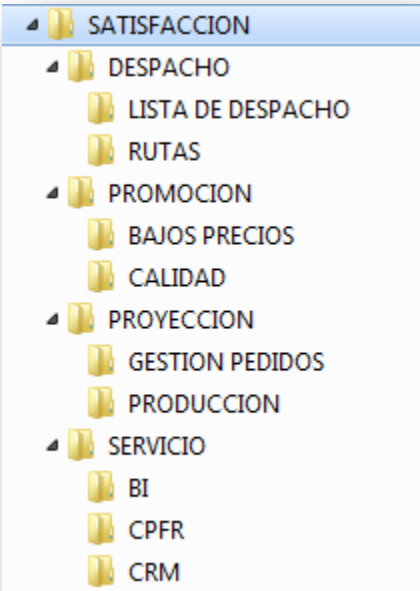 SATISFACCION
DESPACHO
LISTA DE DESPACHO
RUTAS
PROMOCION
BAJOS PRECIOS
CALIDAD
PROYECCION
GESTION PEDIDOS
PRODUCCION
SERVICIO
BI
CPFR
CRM